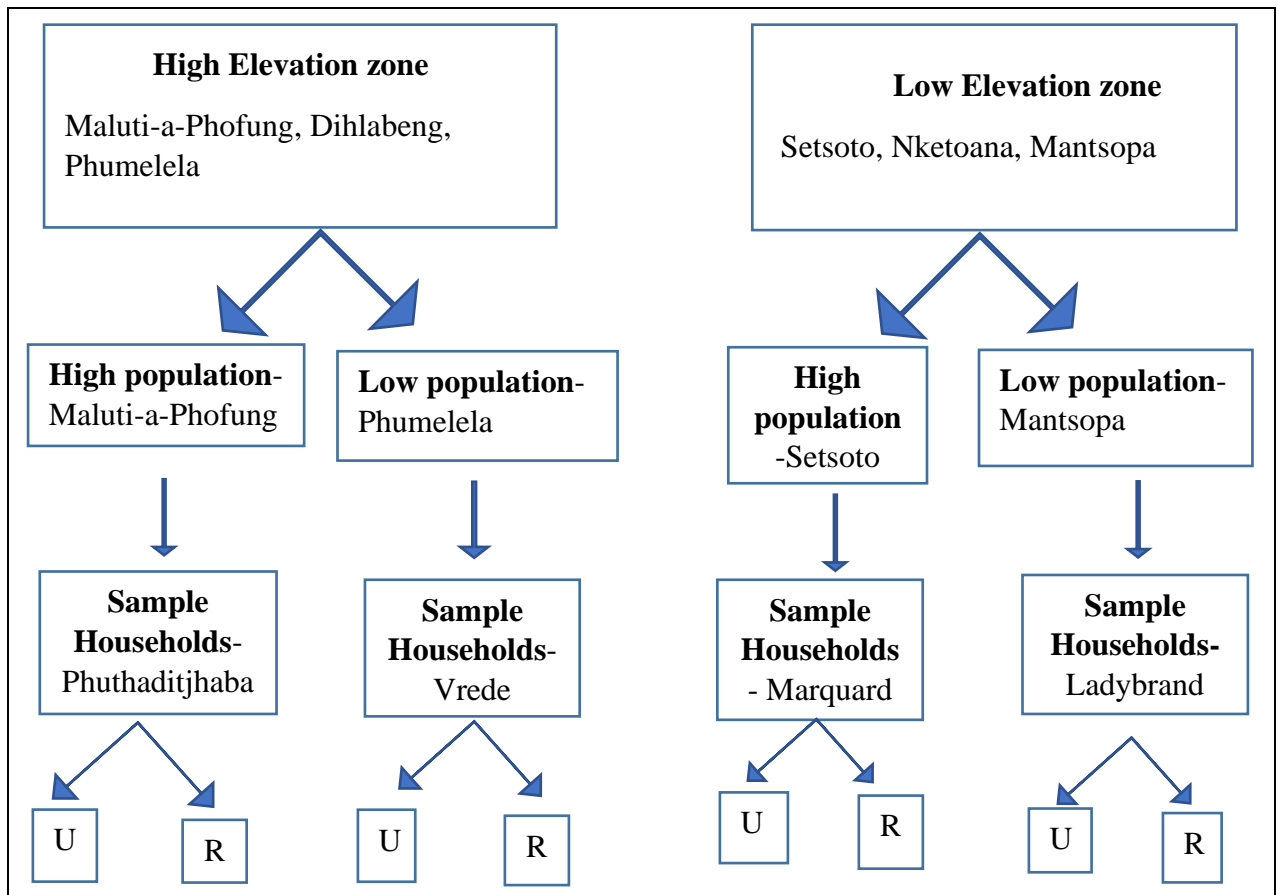 High Elevation zone
Maluti-a-Phofung, Dihlabeng,
Phumelela
Low Elevation zone
Setsoto, Nketoana, Mantsopa
High population-
Maluti-a-Phofung
Low population-
Phumelela
High
population
-Setsoto
Low population-
Mantsopa
Sample
Households-
Phuthaditjhaba
Sample
Households-
Vrede
Sample
Households
- Marquard
Sample
Households-
Ladybrand
U
R
U
R
U
R
U
R